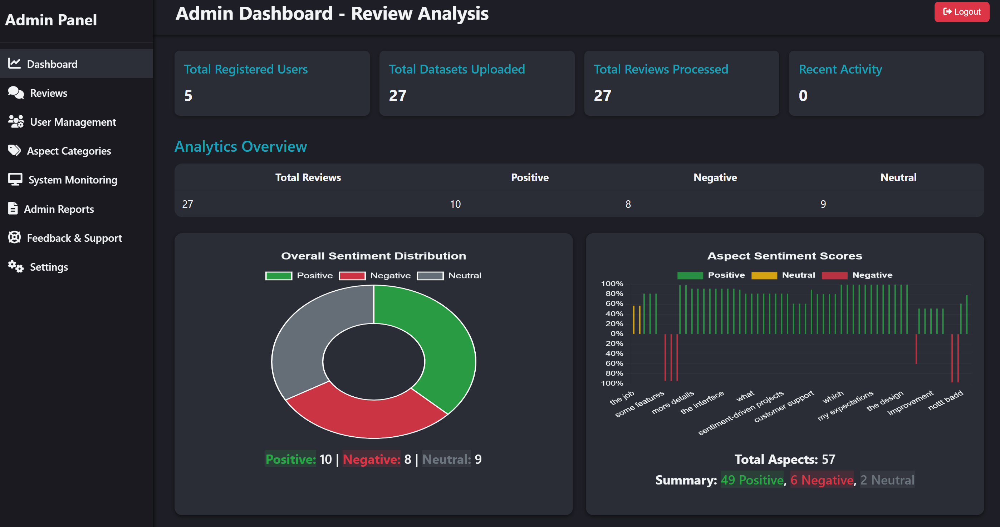 Admin Panel
Dashboard
Reviews
User Management
Aspect Categories
System Monitoring
Admin Reports
Feedback & Support
Settings
Admin Dashboard - Review Analysis
Logout
Total Registered Users
5
Total Datasets Uploaded
27
Total Reviews Processed
27
Recent Activity
0
Analytics Overview
Total Reviews Positive Negative Neutral
27 10 8 9
Overall Sentiment Distribution
Positive Negative Neutral
Positive: 10 | Negative: 8 | Neutral: 9
Aspect Sentiment Scores
Positive Neutral Negative
100%
80%
60%
40%
20%
0%
20%
40%
60%
80%
100%
the job
some features
more details
the interface
what
sentiment-driven projects
customer support
which
my expectations
the design
improvement
nottt badd
Total Aspects: 57
Summary: 49 Positive, 6 Negative, 2 Neutral